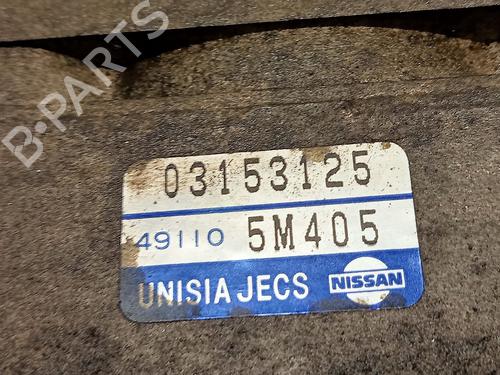 B-PARTS
03153125
49110 5M405
UNISIA JECS NISSAN